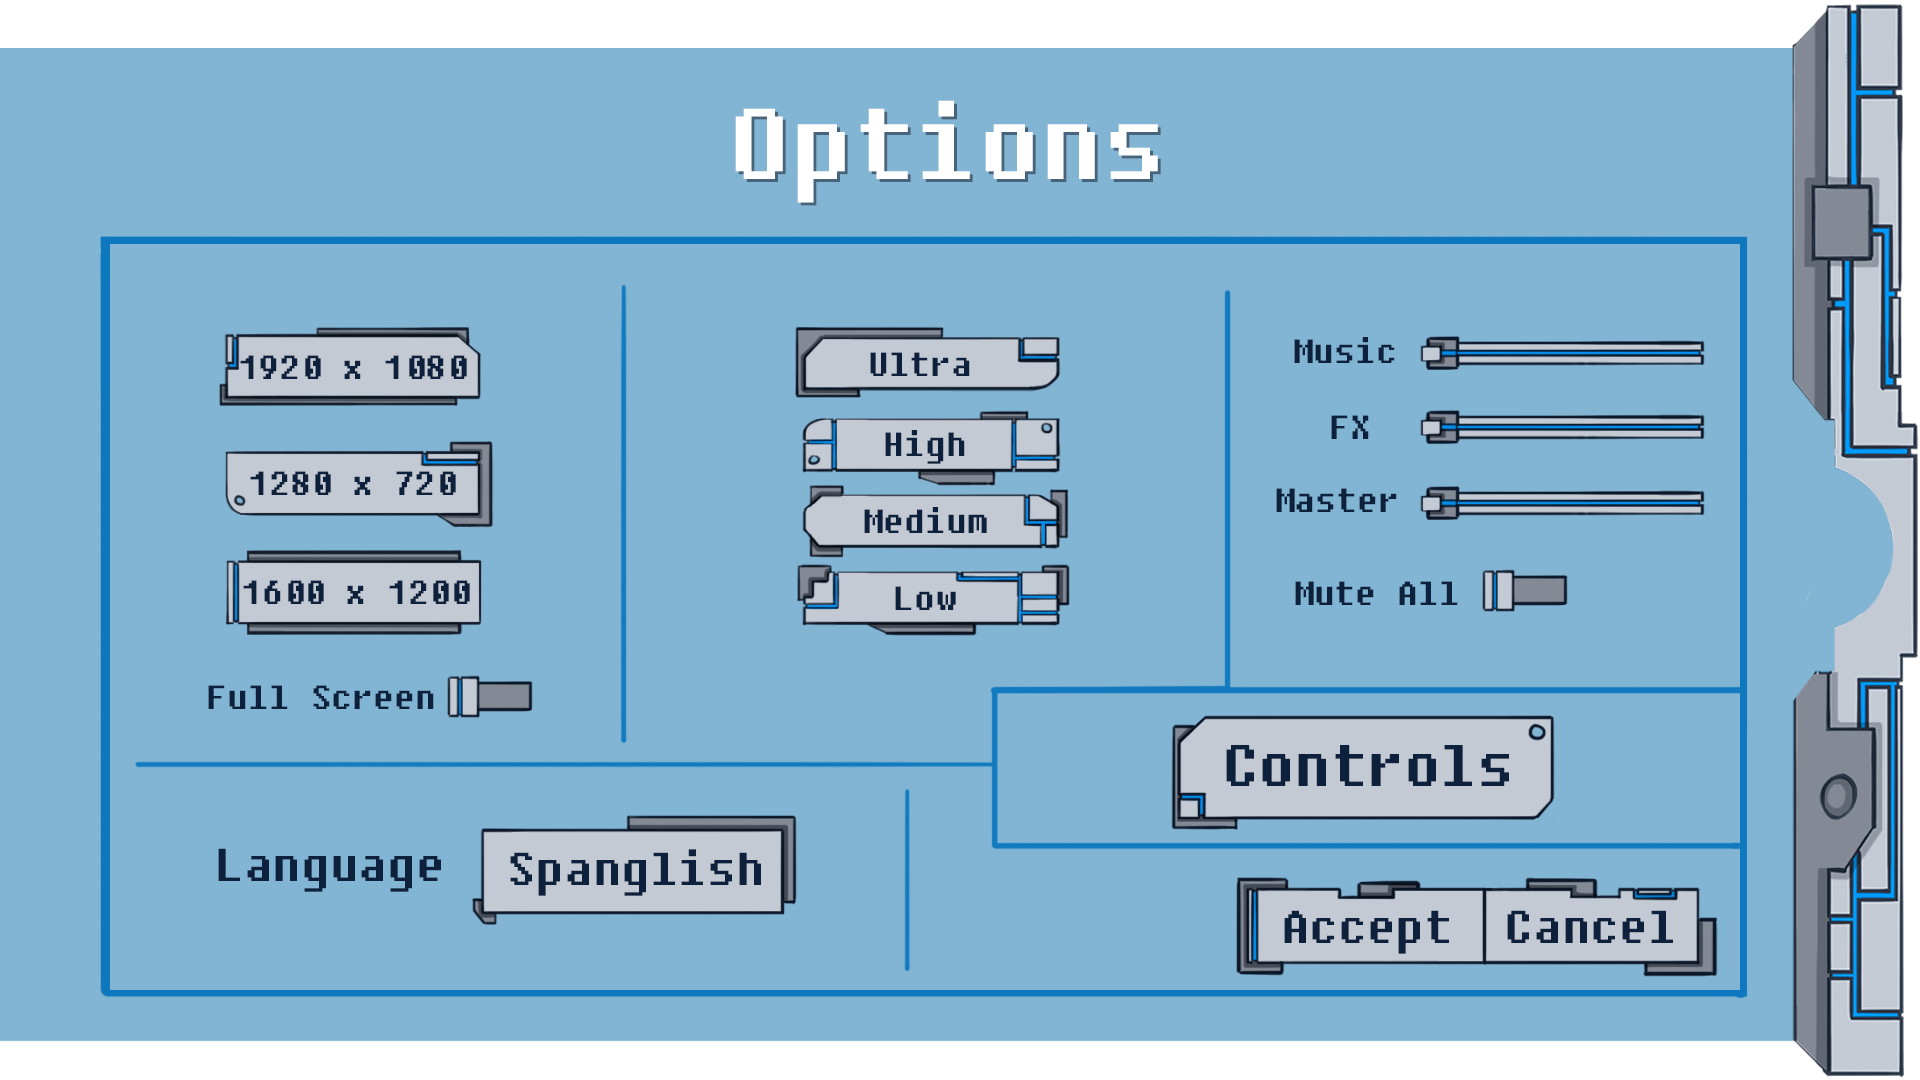 Options
1920 x 1080
1280 x 720
1600 x 1200
Full Screen
Ultra
High
Medium
Low
Music
FX
Master
Mute All
Controls
Language Spanglish
Accept Cancel